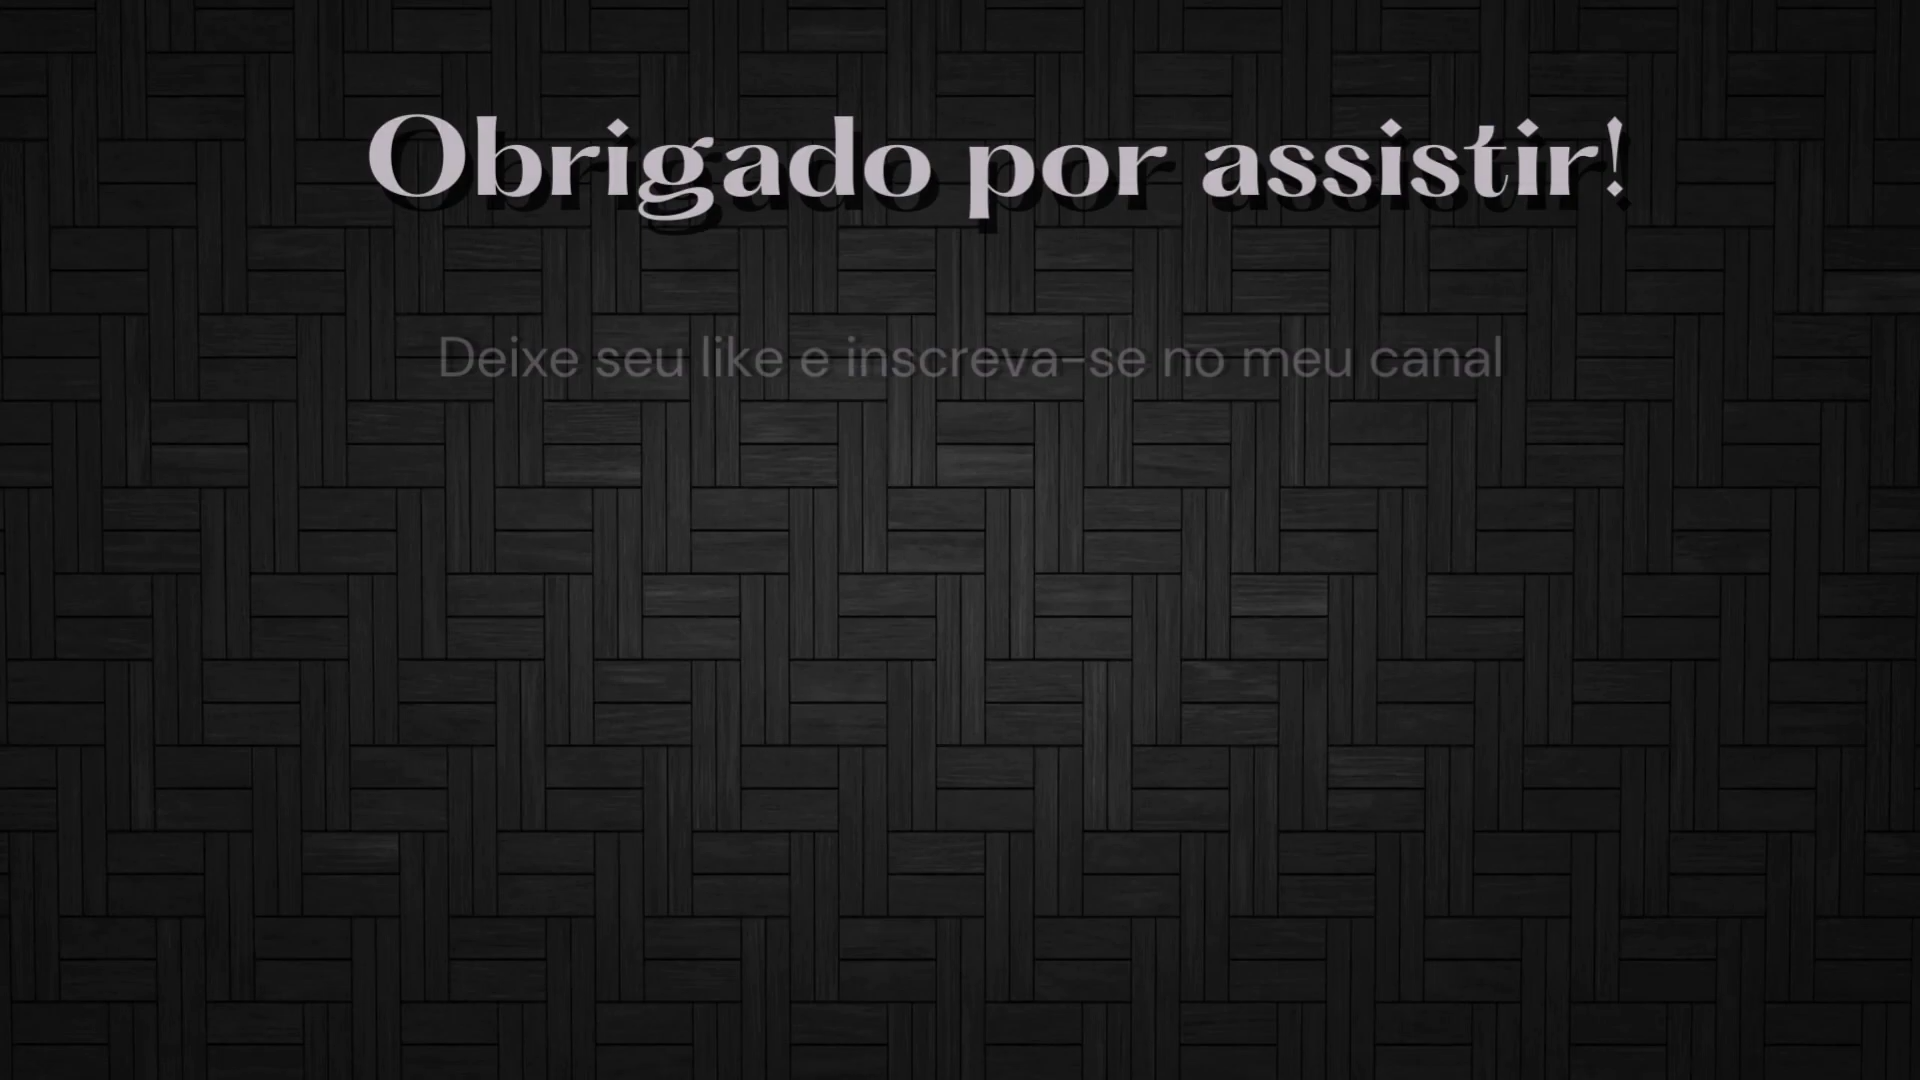 Obrigado por assistir!
Deixe seu like e inscreva-se no meu canal